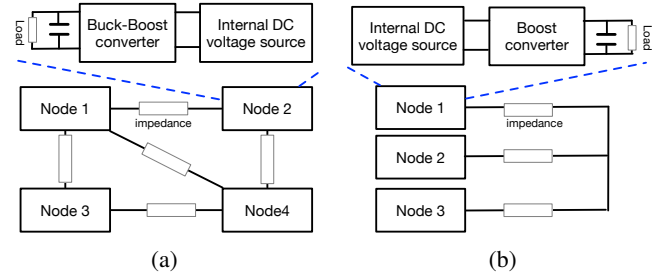 Load
Buck-Boost
converter
Internal DC
voltage source
Node 1
Node 2
impedance
Node 3
Node4
(a)
Internal DC
voltage source
Boost
converter
Load
Node 1
impedance
Node 2
Node 3
(b)